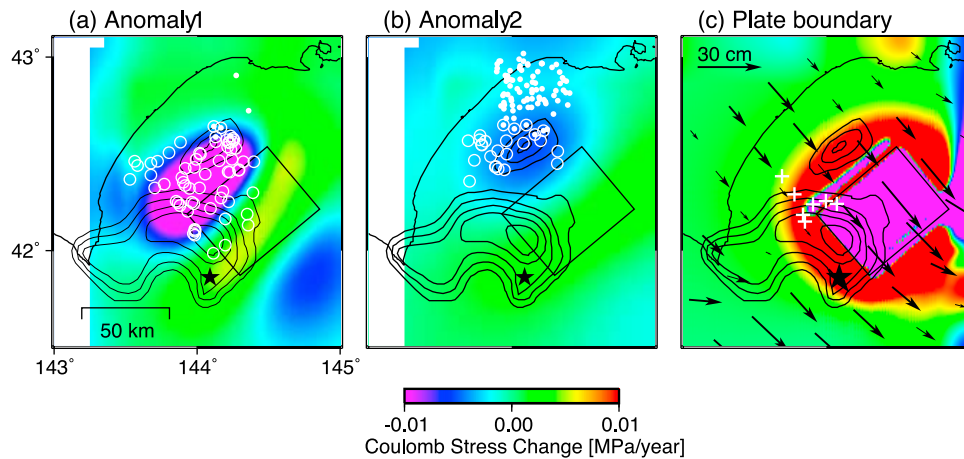 (a) Anomaly1 (b) Anomaly2 (c) Plate boundary
43° 30 cm
42°
50 km
143° 144° 145°
-0.01 0.00 0.01
Coulomb Stress Change [MPa/year]